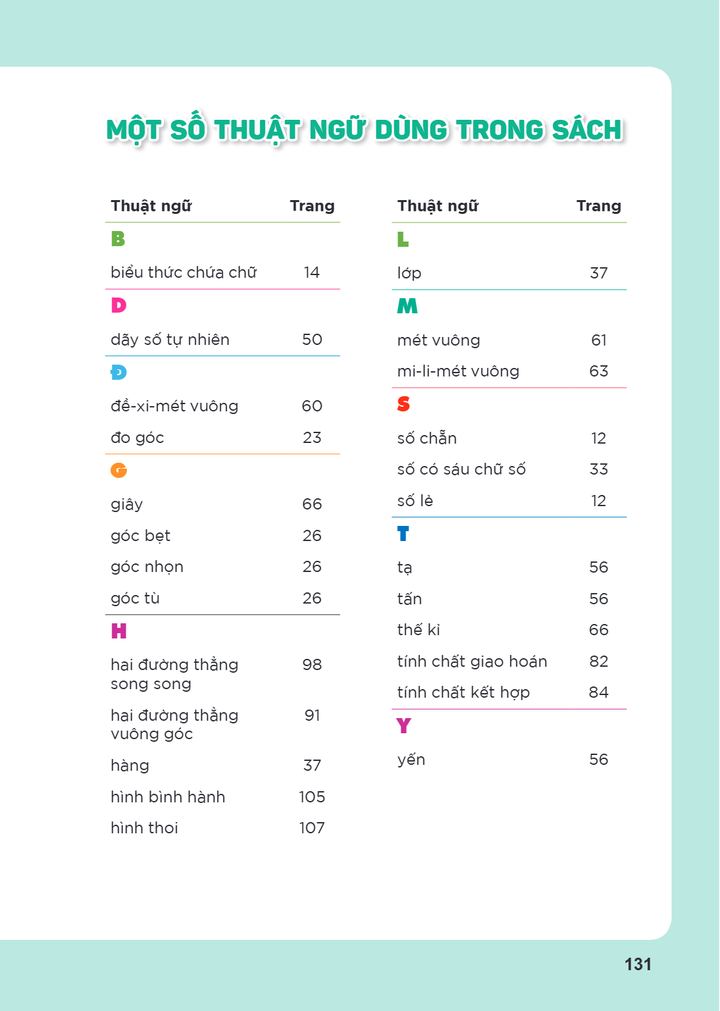 MỘT SỐ THUẬT NGỮ DÙNG TRONG SÁCH
Thuật ngữ Trang
B
biểu thức chứa chữ 14
D
dãy số tự nhiên 50
Đ
đề-xi-mét vuông 60
đo góc 23
G
giây 66
góc bẹt 26
góc nhọn 26
góc tù 26
H
hai đường thẳng 98
song song
hai đường thẳng 91
vuông góc
hàng 37
hình bình hành 105
hình thoi 107
Thuật ngữ Trang
L
lớp 37
M
mét vuông 61
mi-li-mét vuông 63
S
số chẵn 12
số có sáu chữ số 33
số lẻ 12
T
tạ 56
tấn 56
thế kỉ 66
tính chất giao hoán 82
tính chất kết hợp 84
Y
yến 56
131